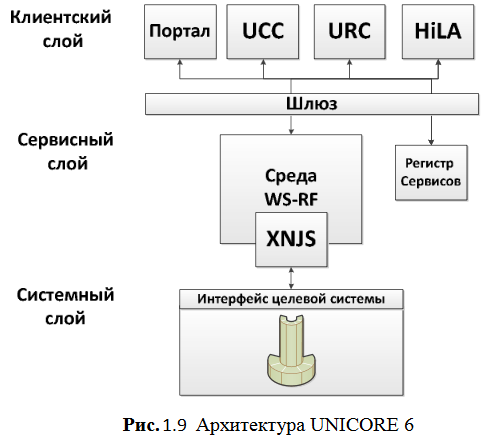 Клиентский
слой
Портал
UCC
URC
HiLA
Шлюз
Сервисный
слой
Среда
WS-RF
XNJS
Регистр
Сервисов
Системный
слой
Интерфейс целевой системы
Рис. 1.9 Архитектура UNICORE 6